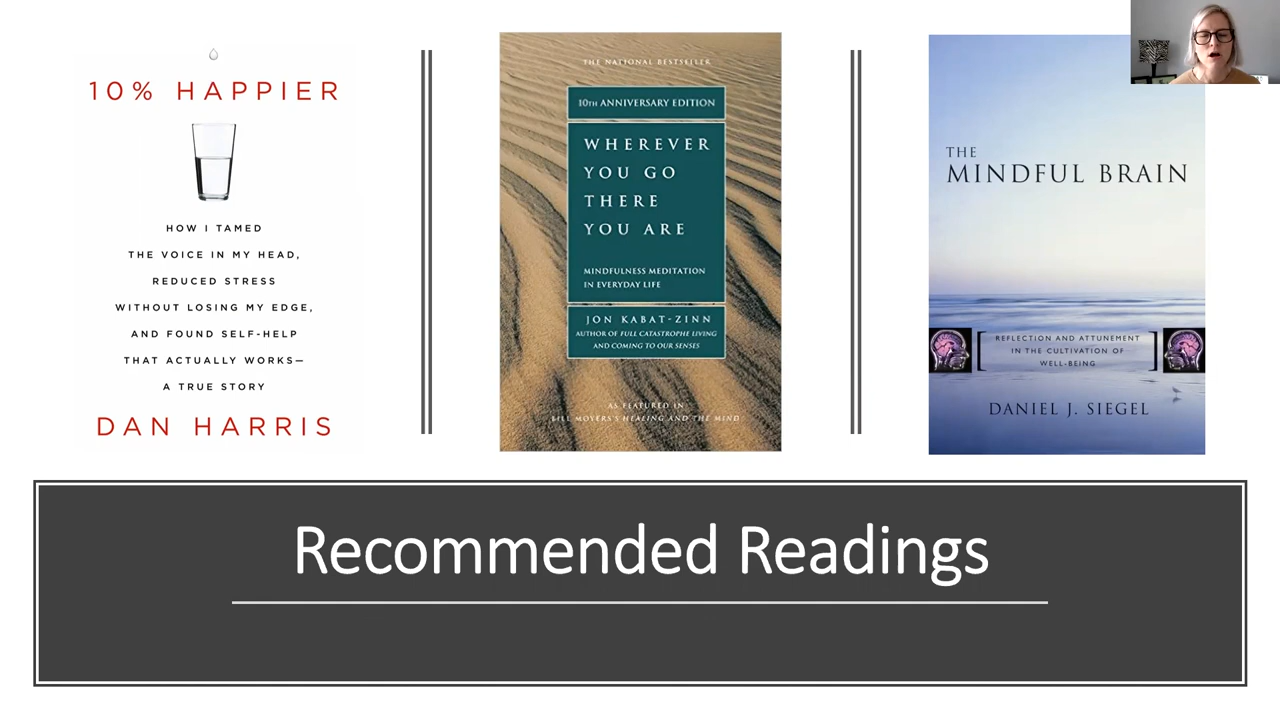 10% HAPPIER
HOW I TAMED
THE VOICE IN MY HEAD,
REDUCED STRESS
WITHOUT LOSING MY EDGE,
AND FOUND SELF-HELP
THAT ACTUALLY WORKS—
A TRUE STORY
DAN HARRIS
THE NATIONAL BESTSELLER
10TH ANNIVERSARY EDITION
WHEREVER
YOU GO
THERE
YOU ARE
MINDFULNESS MEDITATION
IN EVERYDAY LIFE
JON KABAT-ZINN
AUTHOR OF FULL CATASTROPHE LIVING
AND COMING TO OUR SENSES
AS FEATURED IN
BILL MOYERS'S HEALING AND THE MIND
THE
MINDFUL BRAIN
REFLECTION AND ATTUNEMENT
IN THE CULTIVATION OF
WELL-BEING
DANIEL J. SIEGEL
Recommended Readings